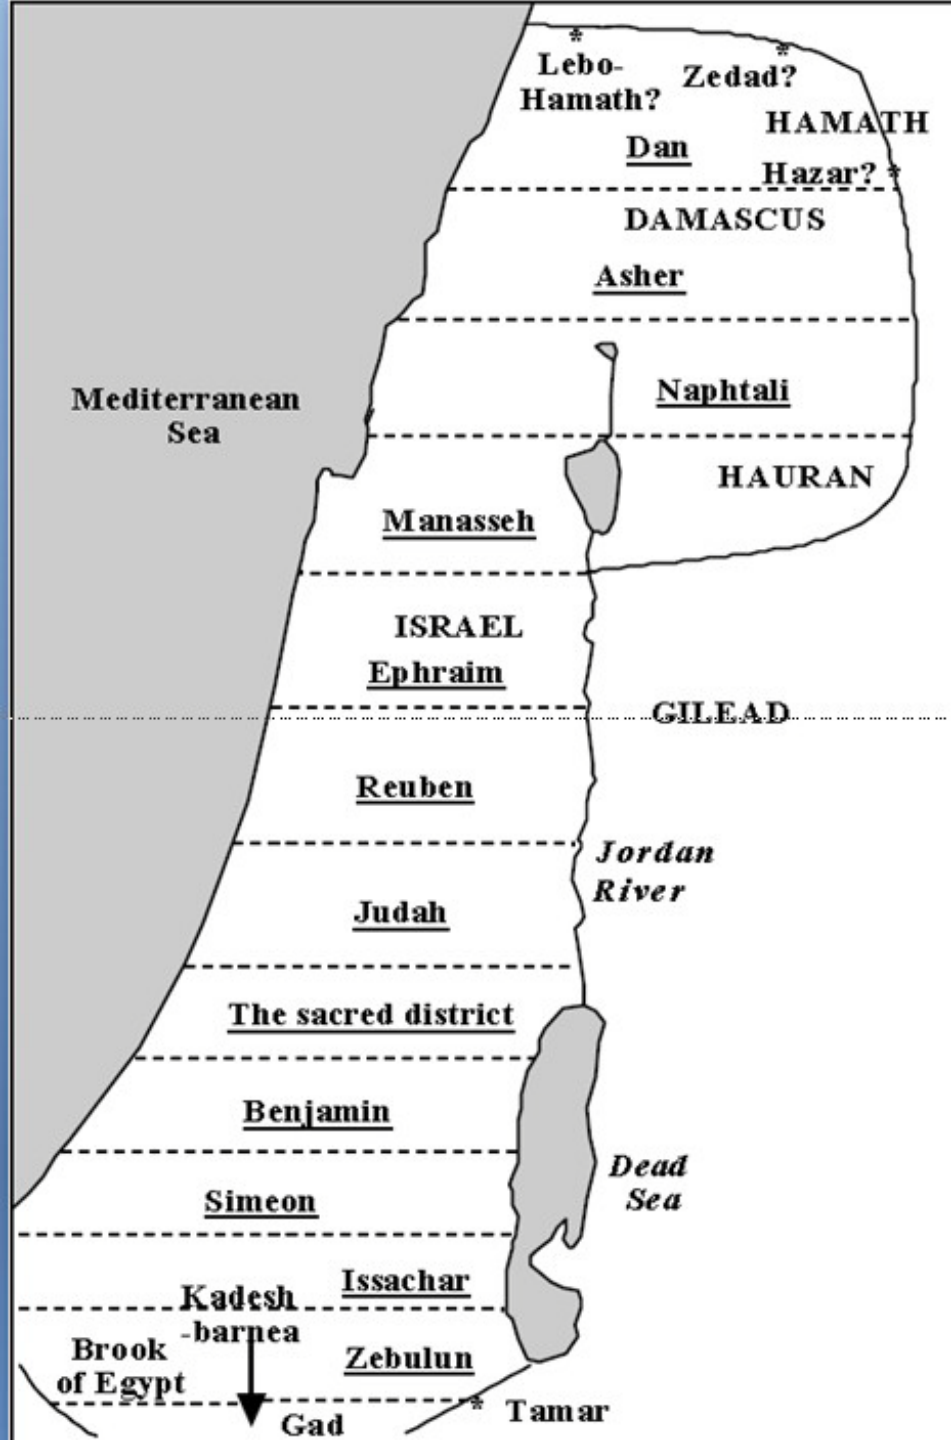 Lebo-
Hamath?
Zedad?
HAMATH
Dan
Hazar?
DAMASCUS
Asher
Mediterranean
Sea
Naphtali
HAURAN
Manasseh
ISRAEL
Ephraim
GILEAD
Reuben
Jordan
River
Judah
The sacred district
Benjamin
Dead
Sea
Simeon
Issachar
Kadesh
-barnea
Brook
of Egypt
Zebulun
Tamar
Gad